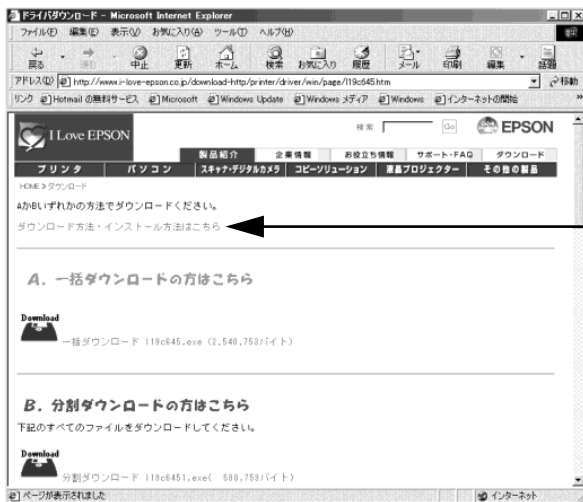 ドライバダウンロード - Microsoft Internet Explorer
ファイル(F) 編集(E) 表示(V) お気に入り(A) ツール(T) ヘルプ(H)
戻る 進む 中止 更新 ホーム 検索 お気に入り 履歴 メール 印刷 編集 話題
アドレス(D) http://www.i-love-epson.co.jp/download-http/printer/driver/win/page/l19c645.htm 移動
リンク Hotmail の無料サービス Microsoft Windows Update Windows メディア Windows インターネットの開始
I Love EPSON 検索 Go EPSON
製品紹介 企業情報 お役立ち情報 サポート・FAQ ダウンロード
プリンタ パソコン スキャナ・デジタルカメラ コピーソリューション 液晶プロジェクター その他の製品
HOME > ダウンロード
AかBいずれかの方法でダウンロードください。
ダウンロード方法・インストール方法はこちら
A. 一括ダウンロードの方はこちら
Download
一括ダウンロード l19c645.exe (2,540,753バイト)
B. 分割ダウンロードの方はこちら
下記のすべてのファイルをダウンロードしてください。
Download
分割ダウンロード l19c6451.exe( 580,753バイト)
ページが表示されました インターネット